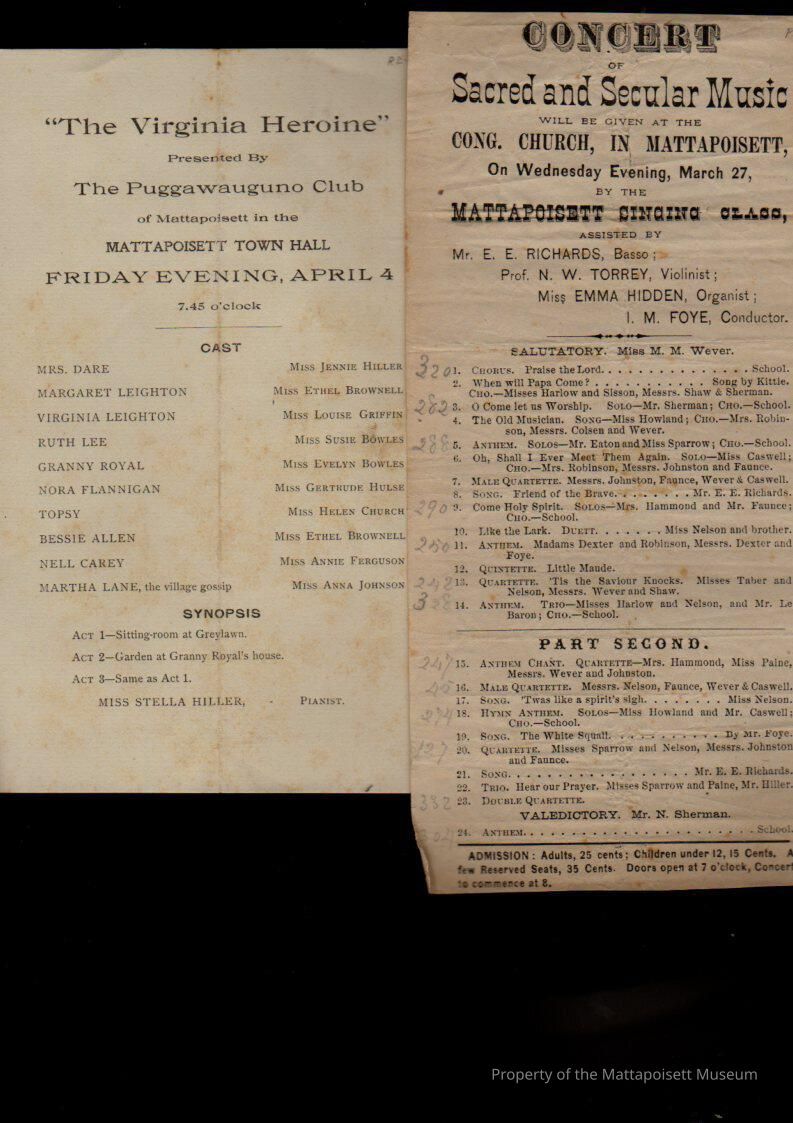 “The Virginia Heroine”
Presented By
The Puggawauguno Club
of Mattapoisett in the
MATTAPOISETT TOWN HALL
FRIDAY EVENING, APRIL 4
7.45 o'clock
CAST
MRS. DARE MISS JENNIE HILLER
MARGARET LEIGHTON MISS ETHEL BROWNELL
VIRGINIA LEIGHTON MISS LOUISE GRIFFIN
RUTH LEE MISS SUSIE BOWLES
GRANNY ROYAL MISS EVELYN BOWLES
NORA FLANNIGAN MISS GERTRUDE HULSE
TOPSY MISS HELEN CHURCH
BESSIE ALLEN MISS ETHEL BROWNELL
NELL CAREY MISS ANNIE FERGUSON
MARTHA LANE, the village gossip MISS ANNA JOHNSON
SYNOPSIS
ACT 1—Sitting-room at Greylawn.
ACT 2—Garden at Granny Royal's house.
ACT 3—Same as Act 1.
MISS STELLA HILLER, - PIANIST.
CONCERT
OF
Sacred and Secular Music
WILL BE GIVEN AT THE
CONG. CHURCH, IN MATTAPOISETT,
On Wednesday Evening, March 27,
BY THE
MATTAPOISETT SINGING CLASS,
ASSISTED BY
Mr. E. E. RICHARDS, Basso;
Prof. N. W. TORREY, Violinist;
Miss EMMA HIDDEN, Organist;
I. M. FOYE, Conductor.
SALUTATORY. Miss M. M. Wever.
320 1. CHORUS. Praise the Lord. . . . . . . . . . . . . . School.
2. When will Papa Come? . . . . . . . . . . Song by Kittie.
CHO.—Misses Harlow and Sisson, Messrs. Shaw & Sherman.
282 3. O Come let us Worship. SOLO—Mr. Sherman; CHO.—School.
4. The Old Musician. SONG—Miss Howland; CHO.—Mrs. Robin-
son, Messrs. Colsen and Wever.
288 5. ANTHEM. SOLOS—Mr. Eaton and Miss Sparrow; CHO.—School.
6. Oh, Shall I Ever Meet Them Again. SOLO—Miss Caswell;
CHO.—Mrs. Robinson, Messrs. Johnston and Faunce.
7. MALE QUARTETTE. Messrs. Johnston, Faunce, Wever & Caswell.
8. SONG. Friend of the Brave. . . . . . . . Mr. E. E. Richards.
290 9. Come Holy Spirit. SOLOS—Mrs. Hammond and Mr. Faunce;
CHO.—School.
10. Like the Lark. DUETT. . . . . . . . Miss Nelson and brother.
11. ANTHEM. Madams Dexter and Robinson, Messrs. Dexter and
Foye.
12. QUINTETTE. Little Maude.
13. QUARTETTE. 'Tis the Saviour Knocks. Misses Taber and
Nelson, Messrs. Wever and Shaw.
14. ANTHEM. TRIO—Misses Harlow and Nelson, and Mr. Le
Baron; CHO.—School.
PART SECOND.
15. ANTHEM CHANT. QUARTETTE—Mrs. Hammond, Miss Paine,
Messrs. Wever and Johnston.
16. MALE QUARTETTE. Messrs. Nelson, Faunce, Wever & Caswell.
17. SONG. 'Twas like a spirit's sigh. . . . . . . . Miss Nelson.
18. HYMN ANTHEM. SOLOS—Miss Howland and Mr. Caswell;
CHO.—School.
19. SONG. The White Squall. . . . . . . . . . . By Mr. Foye.
20. QUARTETTE. Misses Sparrow and Nelson, Messrs. Johnston
and Faunce.
21. SONG. . . . . . . . . . . . . . . . . . Mr. E. E. Richards.
22. TRIO. Hear our Prayer. Misses Sparrow and Paine, Mr. Hiller.
332 23. DOUBLE QUARTETTE.
VALEDICTORY. Mr. N. Sherman.
24. ANTHEM. . . . . . . . . . . . . . . . . . . . . . . School.
ADMISSION: Adults, 25 cents; Children under 12, 15 Cents. A
few Reserved Seats, 35 Cents. Doors open at 7 o'clock, Concert
to commence at 8.
Property of the Mattapoisett Museum